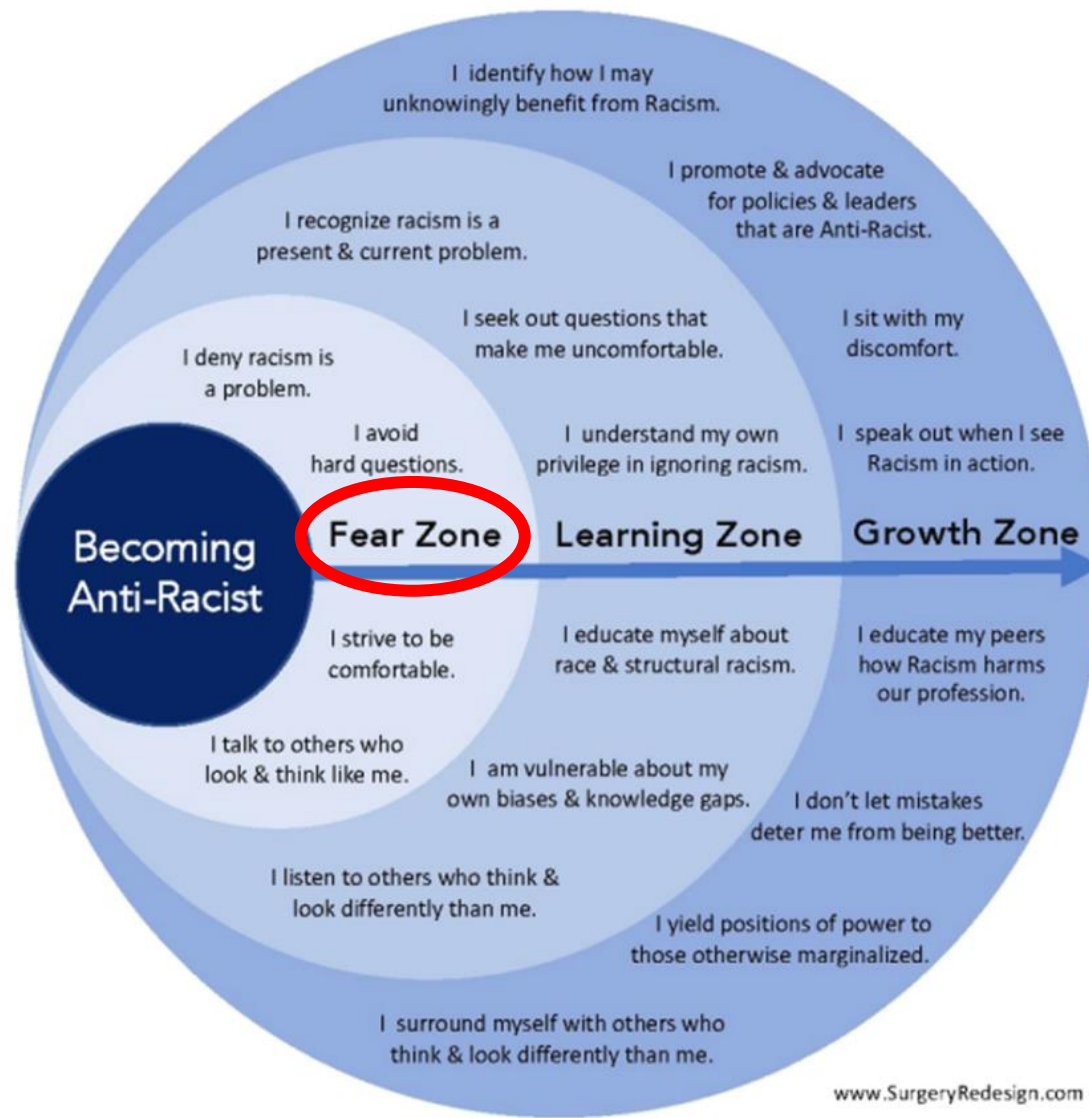 I identify how I may
unknowingly benefit from Racism.
I promote & advocate
for policies & leaders
that are Anti-Racist.
I recognize racism is a
present & current problem.
I seek out questions that
make me uncomfortable.
I sit with my
discomfort.
I deny racism is
a problem.
I avoid
hard questions.
I understand my own
privilege in ignoring racism.
I speak out when I see
Racism in action.
Becoming
Anti-Racist
Fear Zone
Learning Zone
Growth Zone
I strive to be
comfortable.
I educate myself about
race & structural racism.
I educate my peers
how Racism harms
our profession.
I talk to others who
look & think like me.
I am vulnerable about my
own biases & knowledge gaps.
I don't let mistakes
deter me from being better.
I listen to others who think &
look differently than me.
I yield positions of power to
those otherwise marginalized.
I surround myself with others who
think & look differently than me.
www.SurgeryRedesign.com